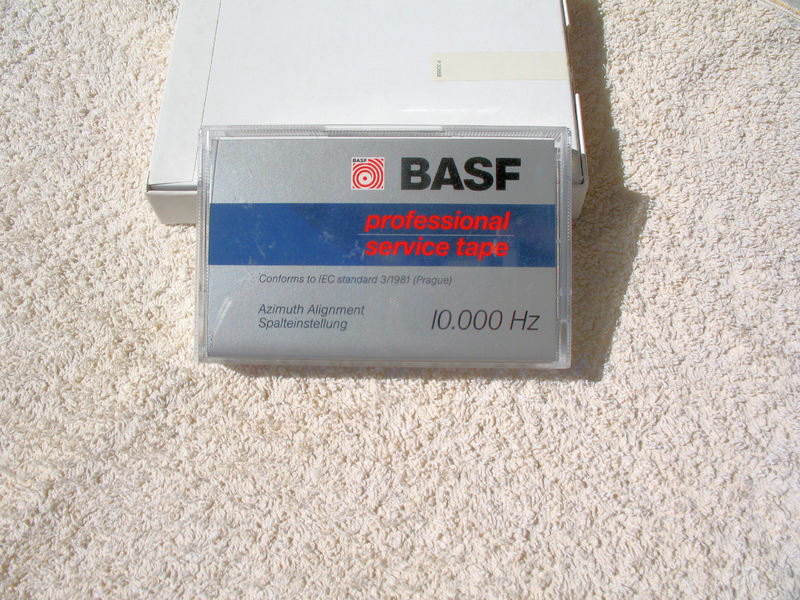 BASF
BASF
professional
service tape
Conforms to IEC standard 3/1981 (Prague)
Azimuth Alignment
Spalteinstellung
10.000 Hz